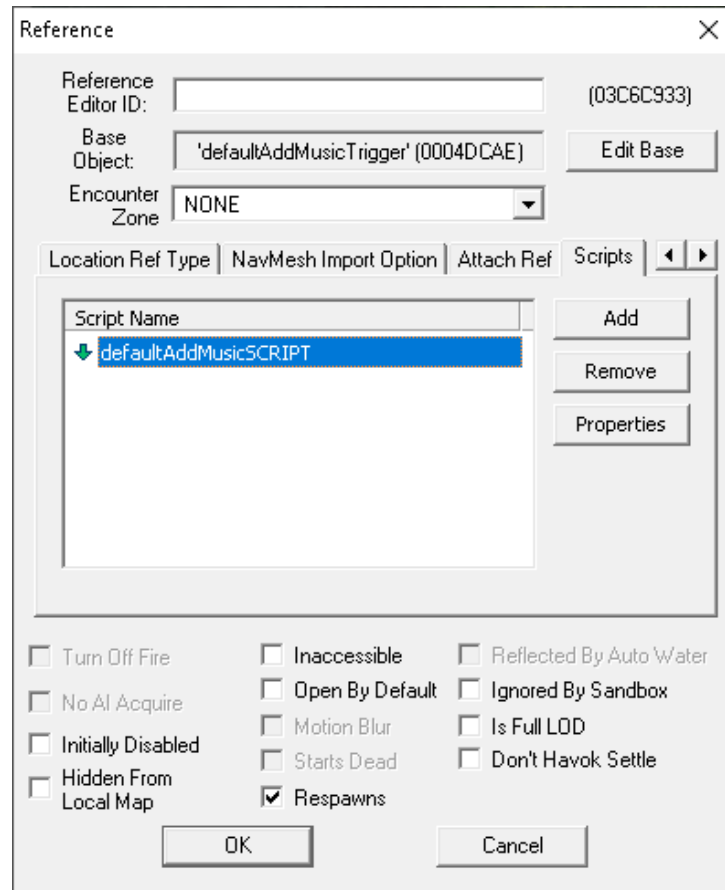 Reference
Reference
Editor ID:
(03C6C933)
Base
Object:
'defaultAddMusicTrigger' (0004DCAE)
Edit Base
Encounter
Zone
NONE
Location Ref Type
NavMesh Import Option
Attach Ref
Scripts
Script Name
defaultAddMusicSCRIPT
Add
Remove
Properties
Turn Off Fire
No AI Acquire
Initially Disabled
Hidden From
Local Map
Inaccessible
Open By Default
Motion Blur
Starts Dead
Respawns
Reflected By Auto Water
Ignored By Sandbox
Is Full LOD
Don't Havok Settle
OK
Cancel